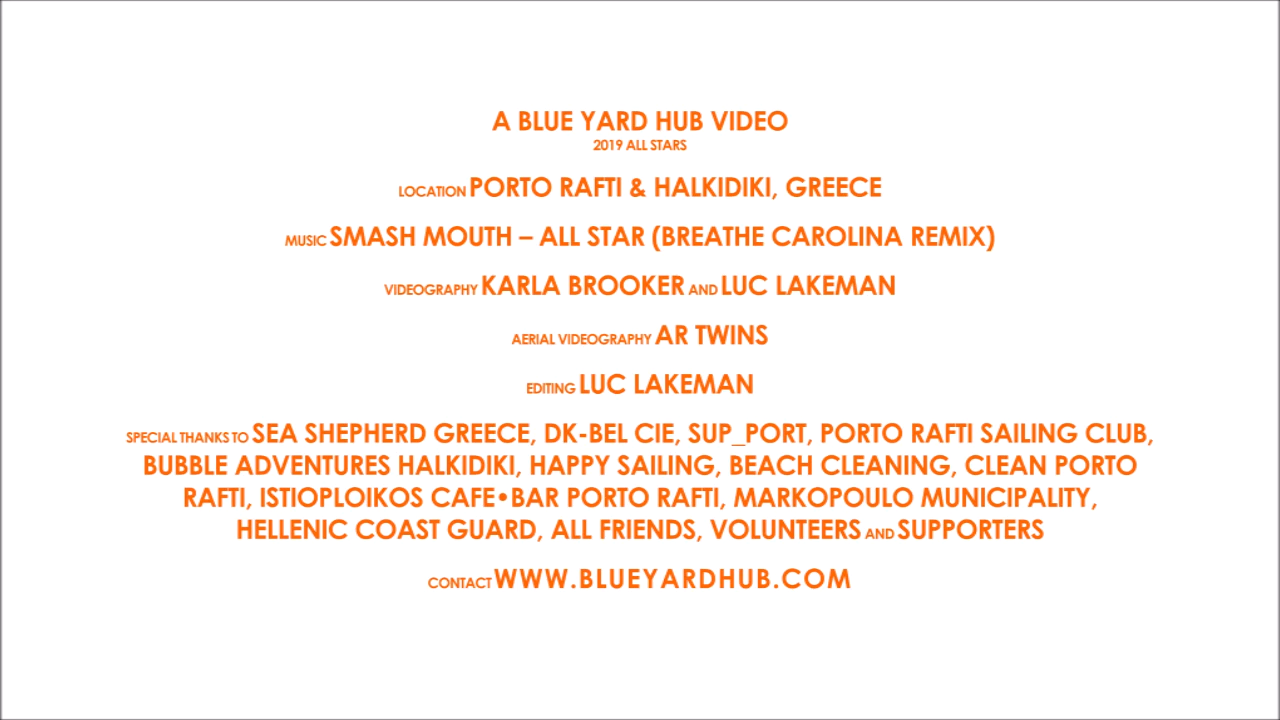 A BLUE YARD HUB VIDEO
2019 ALL STARS
LOCATION PORTO RAFTI & HALKIDIKI, GREECE
MUSIC SMASH MOUTH – ALL STAR (BREATHE CAROLINA REMIX)
VIDEOGRAPHY KARLA BROOKER AND LUC LAKEMAN
AERIAL VIDEOGRAPHY AR TWINS
EDITING LUC LAKEMAN
SPECIAL THANKS TO SEA SHEPHERD GREECE, DK-BEL CIE, SUP_PORT, PORTO RAFTI SAILING CLUB,
BUBBLE ADVENTURES HALKIDIKI, HAPPY SAILING, BEACH CLEANING, CLEAN PORTO
RAFTI, ISTIOPLOIKOS CAFE•BAR PORTO RAFTI, MARKOPOULO MUNICIPALITY,
HELLENIC COAST GUARD, ALL FRIENDS, VOLUNTEERS AND SUPPORTERS
CONTACT WWW.BLUEYARDHUB.COM